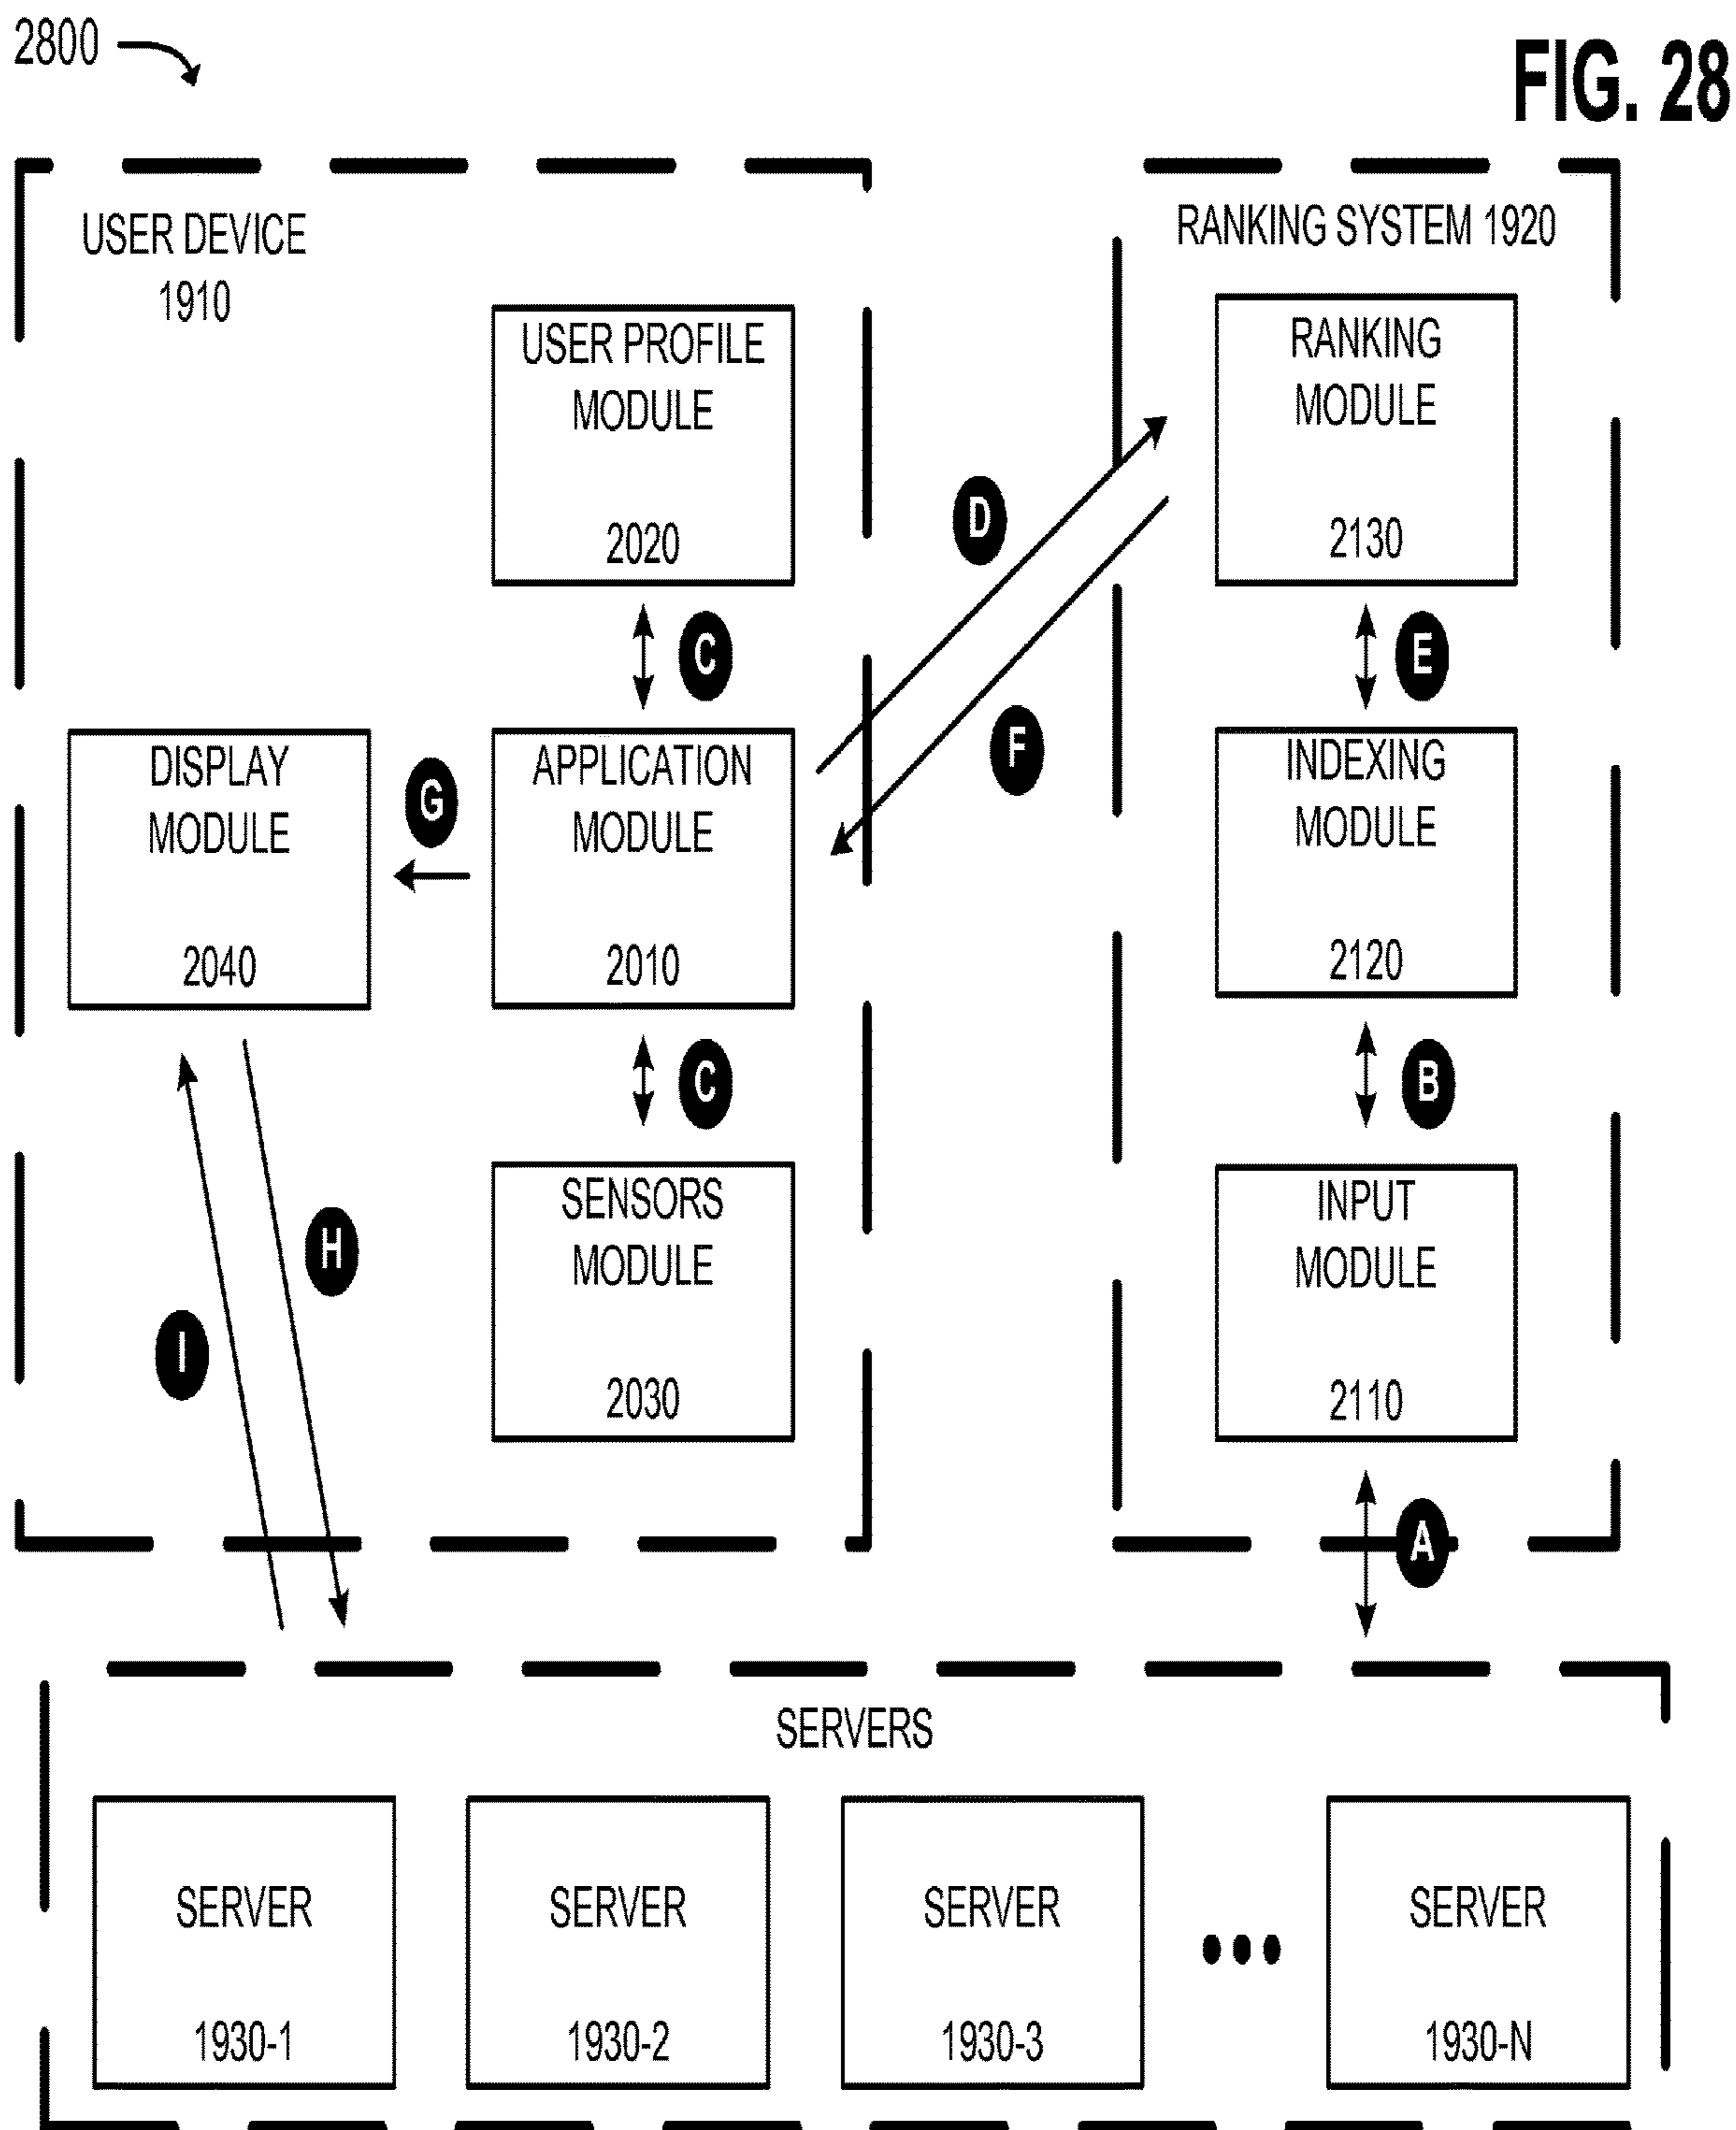 2800
FIG. 28
USER DEVICE
1910
USER PROFILE
MODULE
2020
C
DISPLAY
MODULE
2040
G
APPLICATION
MODULE
2010
C
SENSORS
MODULE
2030
H
I
D
F
RANKING SYSTEM 1920
RANKING
MODULE
2130
E
INDEXING
MODULE
2120
B
INPUT
MODULE
2110
A
SERVERS
SERVER
1930-1
SERVER
1930-2
SERVER
1930-3
SERVER
1930-N